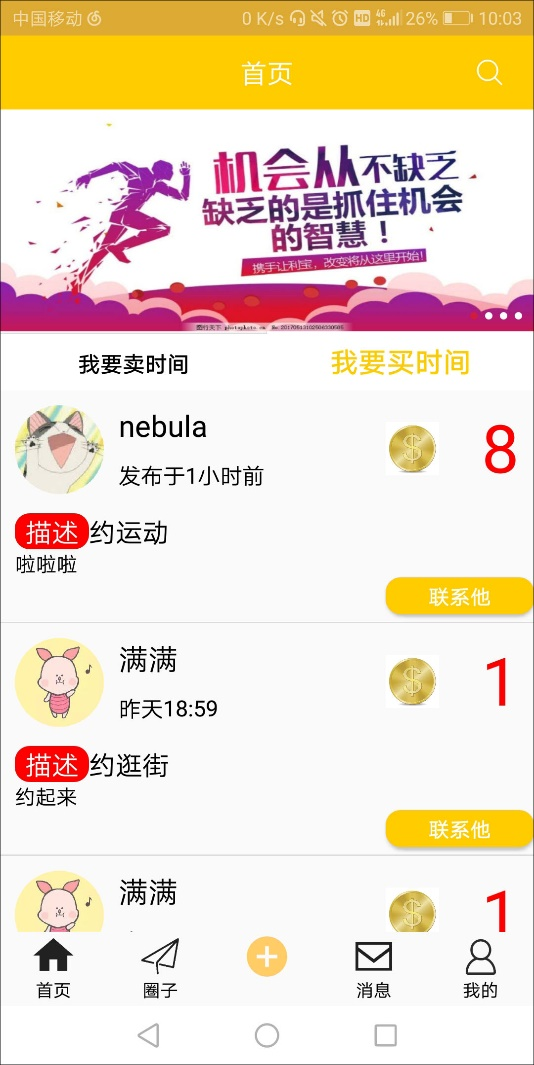 中国移动 0 K/s HD 4G 26% 10:03
首页
机会从不缺乏
缺乏的是抓住机会
的智慧！
携手让利宝，改变将从这里开始！
我要卖时间 我要买时间
nebula
8
发布于1小时前
描述 约运动
啦啦啦
联系他
满满
1
昨天18:59
描述 约逛街
约起来
联系他
满满
1
首页 圈子 消息 我的